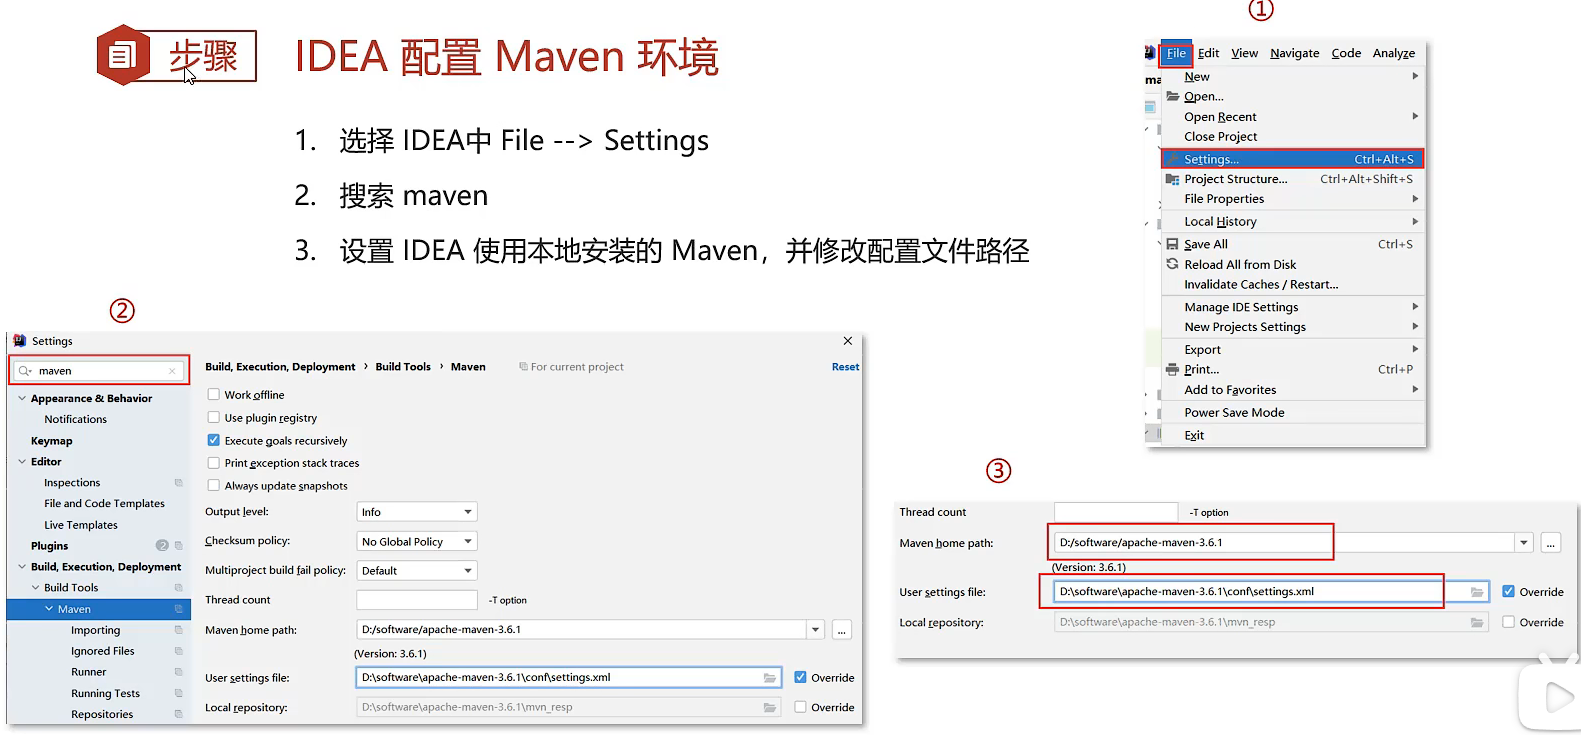 步骤
IDEA 配置 Maven 环境
1. 选择 IDEA中 File --> Settings
2. 搜索 maven
3. 设置 IDEA 使用本地安装的 Maven，并修改配置文件路径
①
File Edit View Navigate Code Analyze
ma
New
Open...
Open Recent
Close Project
Settings... Ctrl+Alt+S
Project Structure... Ctrl+Alt+Shift+S
File Properties
Local History
Save All Ctrl+S
Reload All from Disk
Invalidate Caches / Restart...
Manage IDE Settings
New Projects Settings
Export
Print... Ctrl+P
Add to Favorites
Power Save Mode
Exit
②
Settings
maven
Appearance & Behavior
Notifications
Keymap
Editor
Inspections
File and Code Templates
Live Templates
Plugins 2
Build, Execution, Deployment
Build Tools
Maven
Importing
Ignored Files
Runner
Running Tests
Repositories
Build, Execution, Deployment › Build Tools › Maven For current project Reset
Work offline
Use plugin registry
Execute goals recursively
Print exception stack traces
Always update snapshots
Output level: Info
Checksum policy: No Global Policy
Multiproject build fail policy: Default
Thread count -T option
Maven home path: D:/software/apache-maven-3.6.1 ...
(Version: 3.6.1)
User settings file: D:\software\apache-maven-3.6.1\conf\settings.xml Override
Local repository: D:\software\apache-maven-3.6.1\mvn_resp Override
③
Thread count -T option
Maven home path: D:/software/apache-maven-3.6.1 ...
(Version: 3.6.1)
User settings file: D:\software\apache-maven-3.6.1\conf\settings.xml Override
Local repository: D:\software\apache-maven-3.6.1\mvn_resp Override